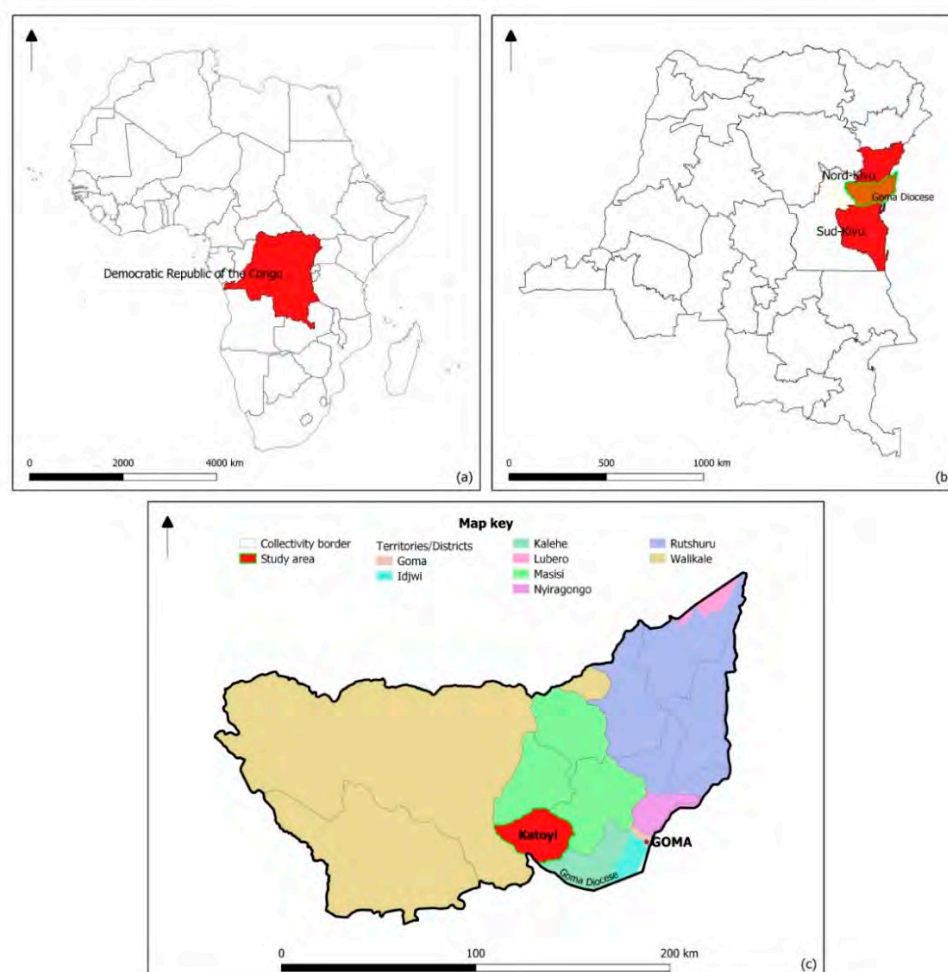 Democratic Republic of the Congo
0 2000 4000 km
(a)
Nord-Kivu
Goma Diocese
Sud-Kivu
0 500 1000 km
(b)
Map key
Collectivity border
Study area
Territories/Districts
Goma
Idjwi
Kalehe
Lubero
Masisi
Nyiragongo
Rutshuru
Walikale
Katoyi
GOMA
Goma Diocese
0 100 200 km
(c)